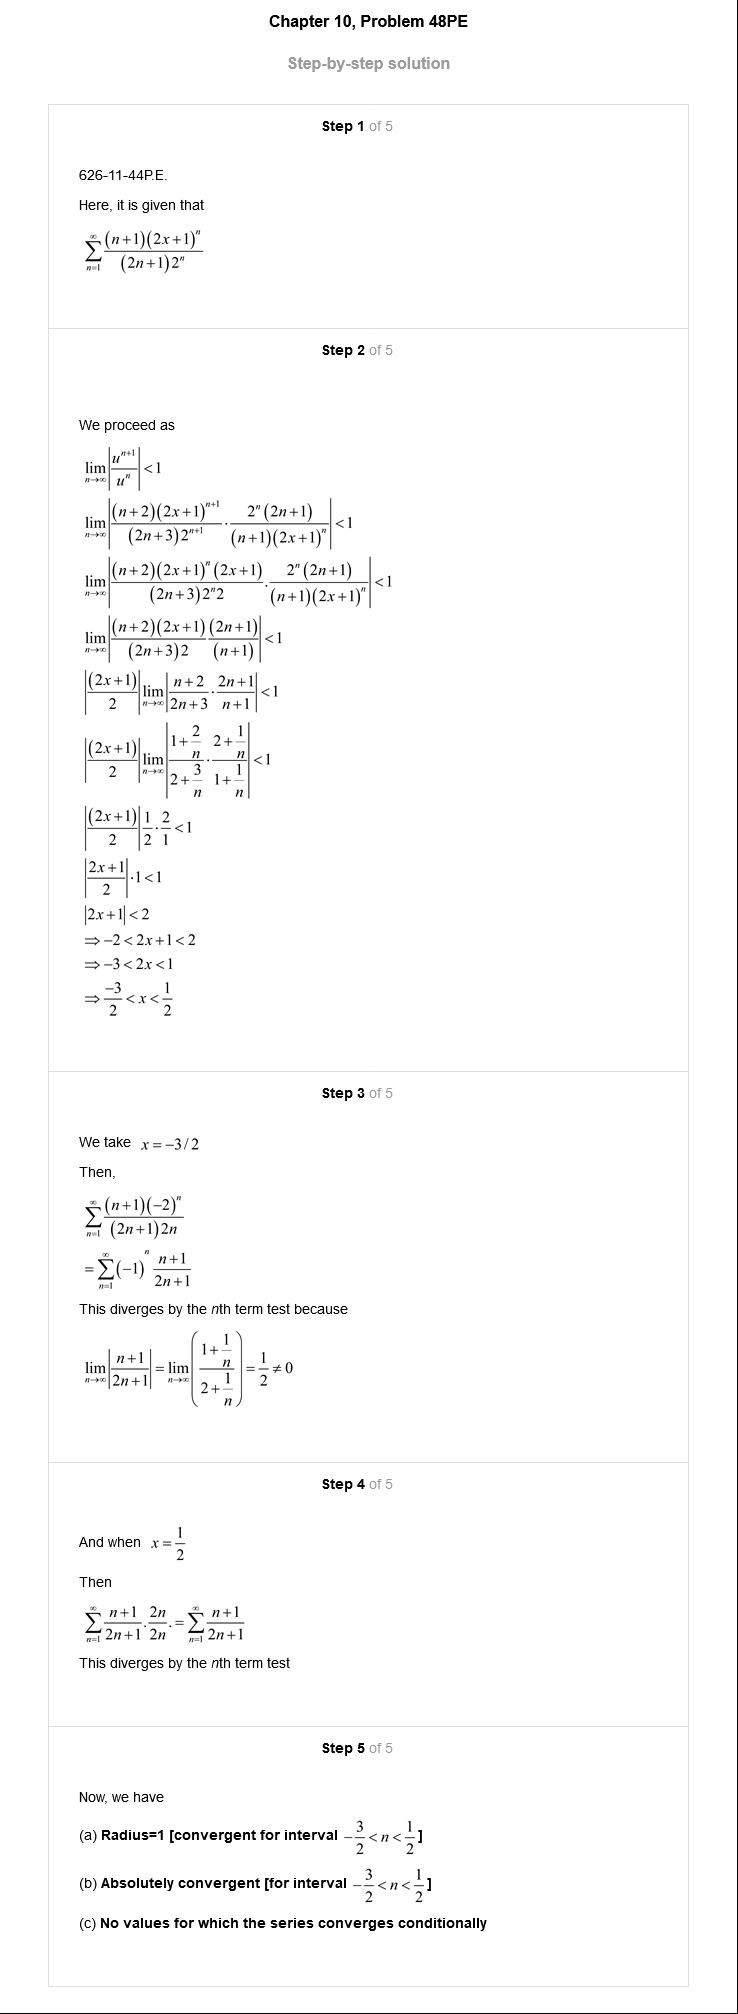 Chapter 10, Problem 48PE
Step-by-step solution
Step 1 of 5
626-11-44P.E.
Here, it is given that
\sum_{n=1}^{\infty} \frac{(n+1)(2x+1)^n}{(2n+1)2^n}
Step 2 of 5
We proceed as
\lim_{n\to\infty} \left|\frac{u^{n+1}}{u^n}\right| < 1
\lim_{n\to\infty} \left|\frac{(n+2)(2x+1)^{n+1}}{(2n+3)2^{n+1}} \cdot \frac{2^n(2n+1)}{(n+1)(2x+1)^n}\right| < 1
\lim_{n\to\infty} \left|\frac{(n+2)(2x+1)^n(2x+1)}{(2n+3)2^n 2} \cdot \frac{2^n(2n+1)}{(n+1)(2x+1)^n}\right| < 1
\lim_{n\to\infty} \left|\frac{(n+2)(2x+1)}{(2n+3)2} \frac{(2n+1)}{(n+1)}\right| < 1
\left|\frac{(2x+1)}{2}\right| \lim_{n\to\infty} \left|\frac{n+2}{2n+3} \cdot \frac{2n+1}{n+1}\right| < 1
\left|\frac{(2x+1)}{2}\right| \lim_{n\to\infty} \left|\frac{1+\frac{2}{n}}{2+\frac{3}{n}} \cdot \frac{2+\frac{1}{n}}{1+\frac{1}{n}}\right| < 1
\left|\frac{(2x+1)}{2}\right| \frac{1}{2} \cdot \frac{2}{1} < 1
\left|\frac{2x+1}{2}\right| \cdot 1 < 1
|2x+1| < 2
⇒ -2 < 2x+1 < 2
⇒ -3 < 2x < 1
⇒ \frac{-3}{2} < x < \frac{1}{2}
Step 3 of 5
We take x = -3/2
Then,
\sum_{n=1}^{\infty} \frac{(n+1)(-2)^n}{(2n+1)2n}
= \sum_{n=1}^{\infty} (-1)^n \frac{n+1}{2n+1}
This diverges by the nth term test because
\lim_{n\to\infty} \left|\frac{n+1}{2n+1}\right| = \lim_{n\to\infty} \left(\frac{1+\frac{1}{n}}{2+\frac{1}{n}}\right) = \frac{1}{2} \neq 0
Step 4 of 5
And when x = \frac{1}{2}
Then
\sum_{n=1}^{\infty} \frac{n+1}{2n+1} \cdot \frac{2n}{2n} \cdot = \sum_{n=1}^{\infty} \frac{n+1}{2n+1}
This diverges by the nth term test
Step 5 of 5
Now, we have
(a) Radius=1 [convergent for interval -\frac{3}{2} < n < \frac{1}{2}]
(b) Absolutely convergent [for interval -\frac{3}{2} < n < \frac{1}{2}]
(c) No values for which the series converges conditionally